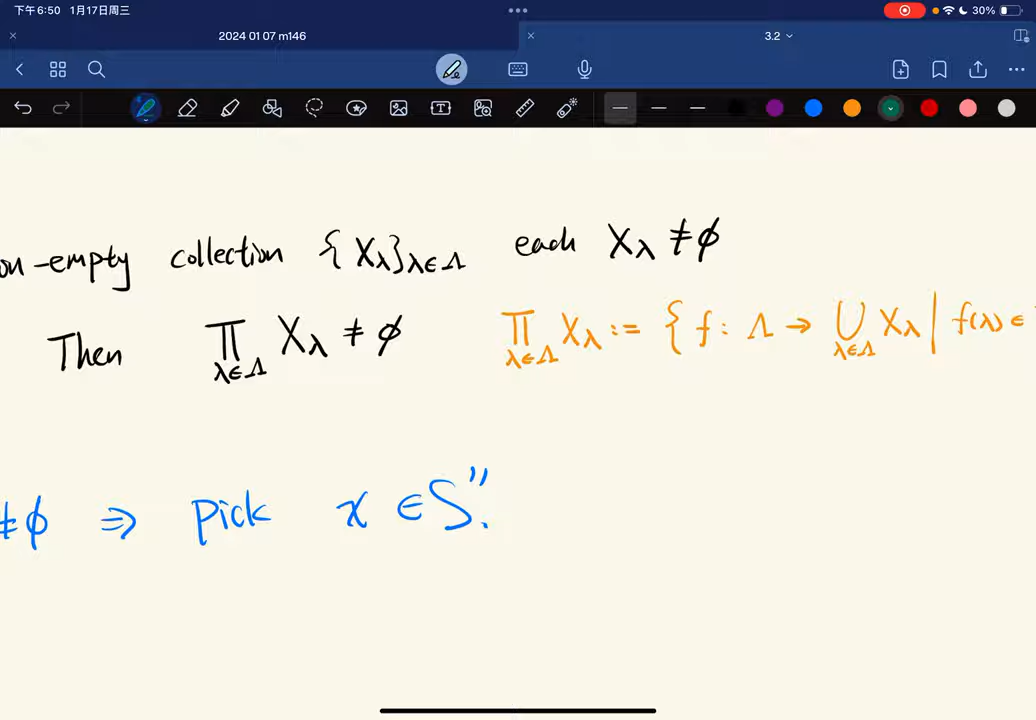 下午6:50 1月17日周三
30%
2024 01 07 m146
3.2
on-empty collection {Xλ}λ∈Λ each Xλ ≠ ϕ
Then ∏λ∈Λ Xλ ≠ ϕ ∏λ∈Λ Xλ := { f: Λ → ⋃λ∈Λ Xλ | f(λ) ∈
≠ ϕ ⇒ pick x ∈ S".